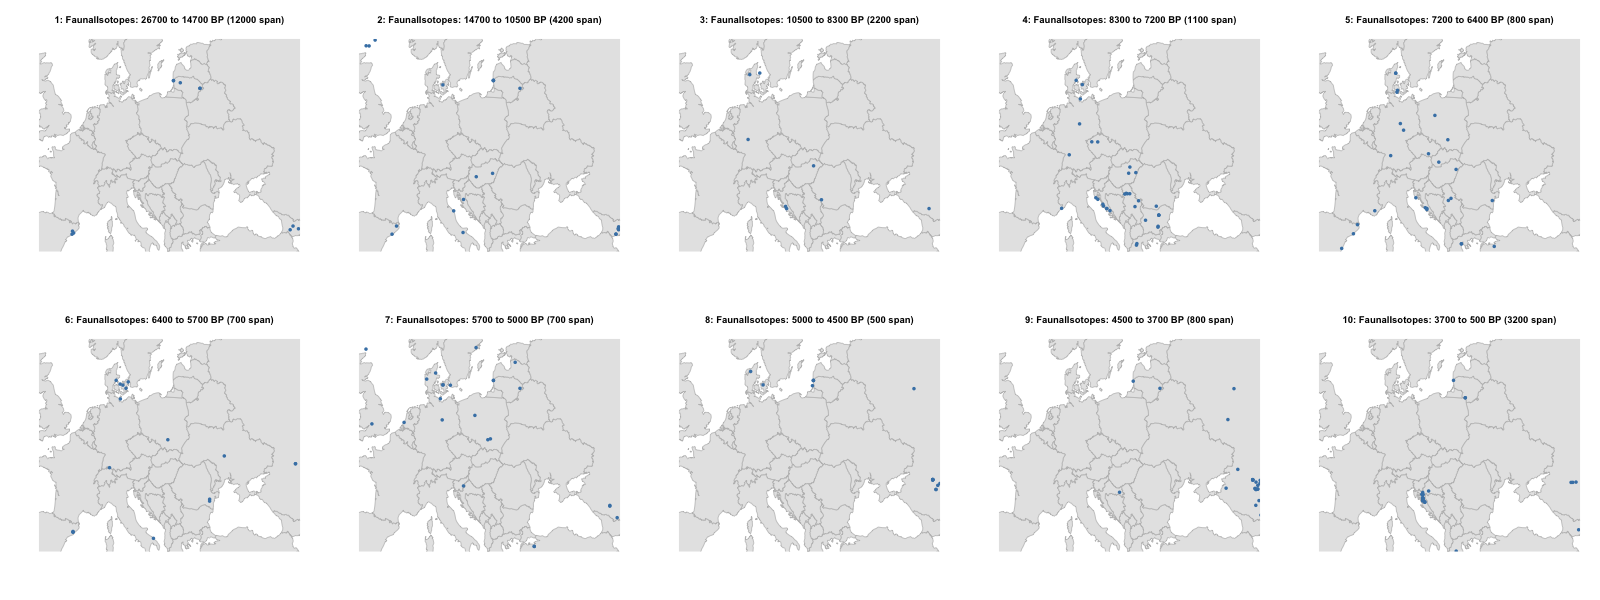 1: FaunalIsotopes: 26700 to 14700 BP (12000 span)
2: FaunalIsotopes: 14700 to 10500 BP (4200 span)
3: FaunalIsotopes: 10500 to 8300 BP (2200 span)
4: FaunalIsotopes: 8300 to 7200 BP (1100 span)
5: FaunalIsotopes: 7200 to 6400 BP (800 span)
6: FaunalIsotopes: 6400 to 5700 BP (700 span)
7: FaunalIsotopes: 5700 to 5000 BP (700 span)
8: FaunalIsotopes: 5000 to 4500 BP (500 span)
9: FaunalIsotopes: 4500 to 3700 BP (800 span)
10: FaunalIsotopes: 3700 to 500 BP (3200 span)